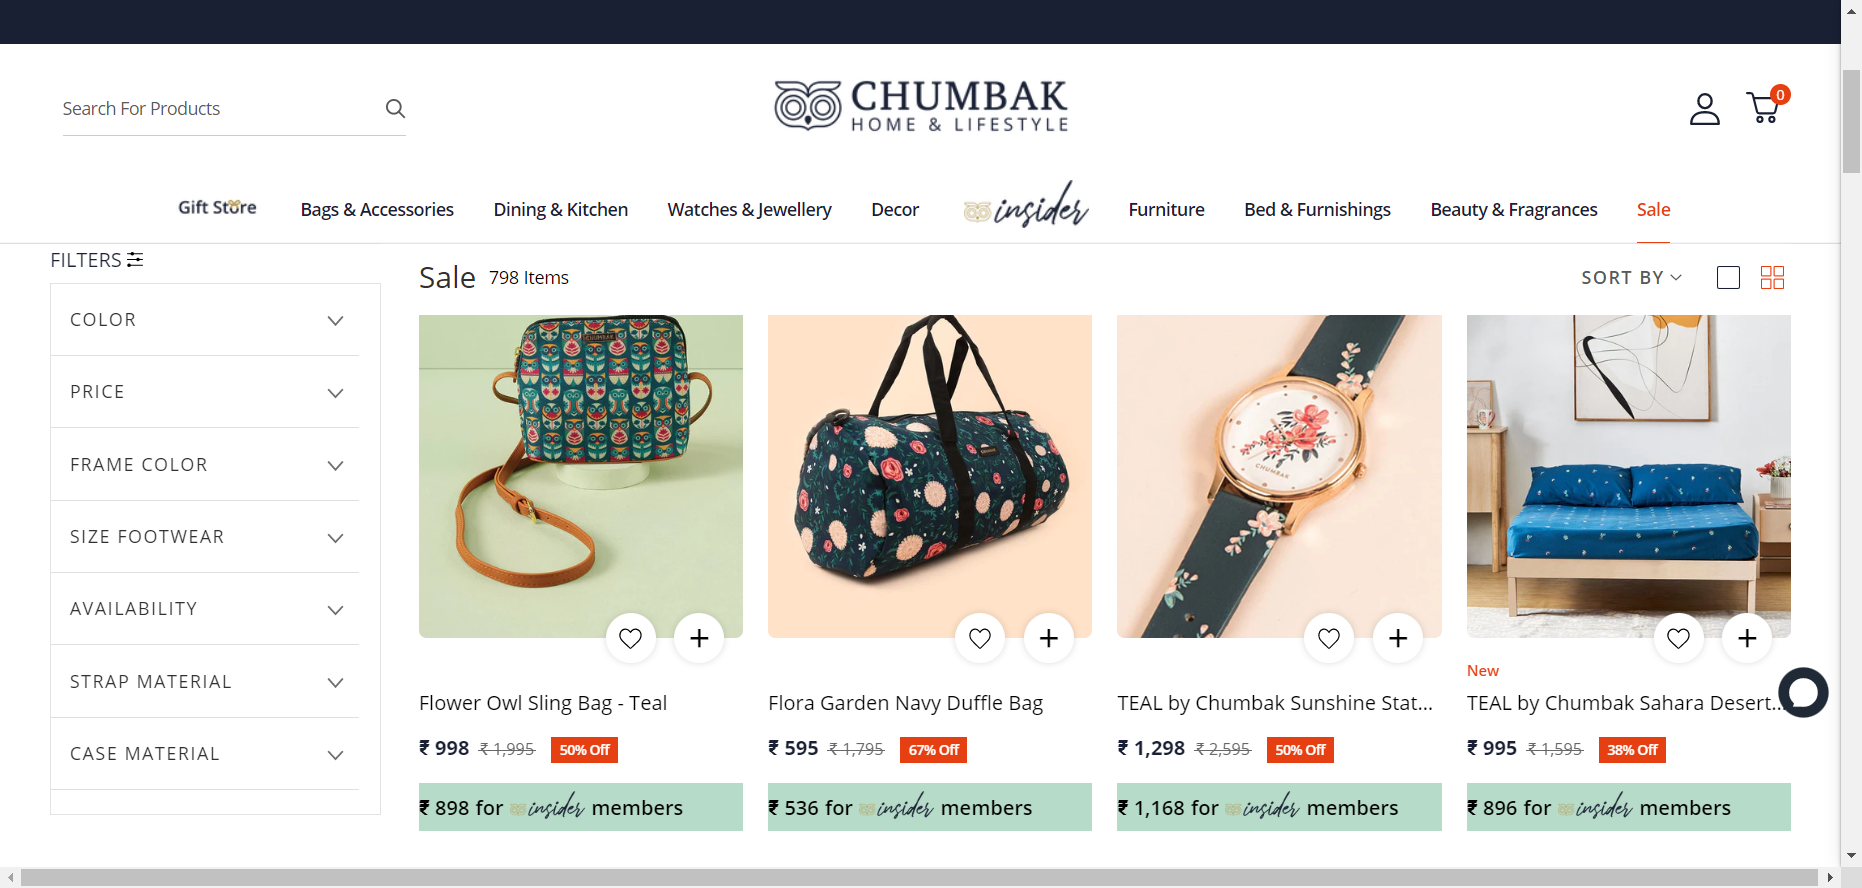 Search For Products
CHUMBAK
HOME & LIFESTYLE
0
Gift Store
Bags & Accessories
Dining & Kitchen
Watches & Jewellery
Decor
insider
Furniture
Bed & Furnishings
Beauty & Fragrances
Sale
FILTERS
COLOR
PRICE
FRAME COLOR
SIZE FOOTWEAR
AVAILABILITY
STRAP MATERIAL
CASE MATERIAL
Sale 798 Items
SORT BY
CHUMBAK
CHUMBAK
Flower Owl Sling Bag - Teal
₹ 998 ₹ 1,995 50% Off
₹ 898 for insider members
Flora Garden Navy Duffle Bag
₹ 595 ₹ 1,795 67% Off
₹ 536 for insider members
TEAL by Chumbak Sunshine Stat...
₹ 1,298 ₹ 2,595 50% Off
₹ 1,168 for insider members
New
TEAL by Chumbak Sahara Desert...
₹ 995 ₹ 1,595 38% Off
₹ 896 for insider members